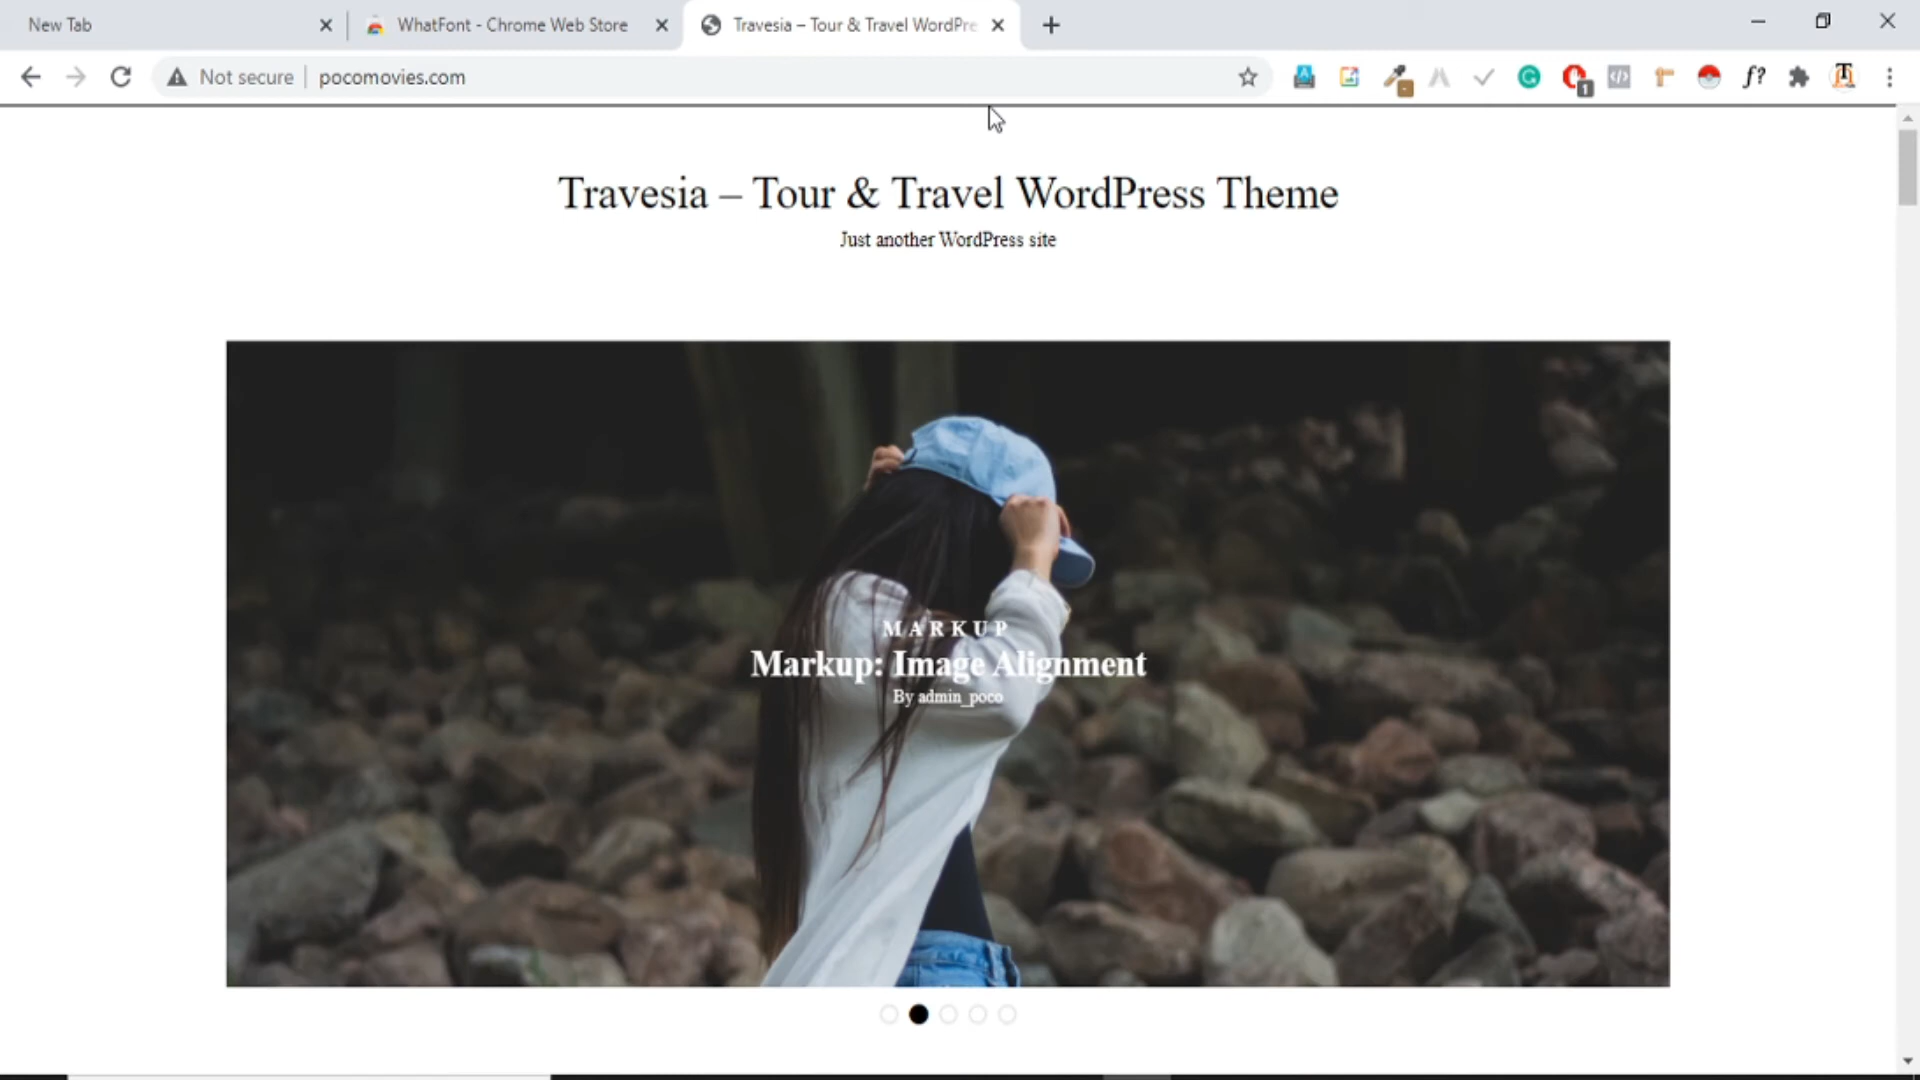 New Tab
WhatFont - Chrome Web Store
Travesia – Tour & Travel WordPre
Not secure
pocomovies.com
1
f?
Travesia – Tour & Travel WordPress Theme
Just another WordPress site
MARKUP
Markup: Image Alignment
By admin_poco